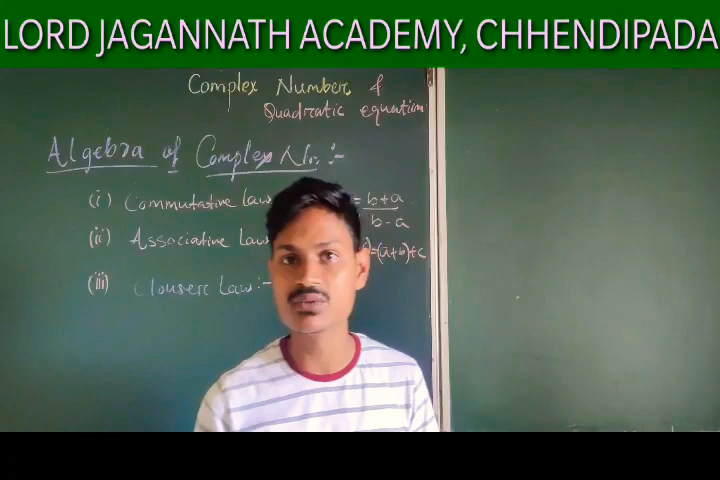 LORD JAGANNATH ACADEMY, CHHENDIPADA
Complex Number &
Quadratic equation
Algebra of Complex No. :-
(i) Commutative law = b+a
b-a
(ii) Associative Law )=(a+b)+c
(iii) Clousere Law:-